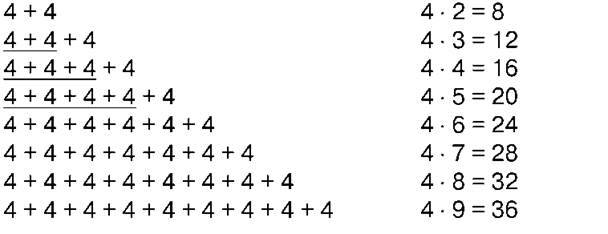 4 + 4 4 · 2 = 8
4 + 4 + 4 4 · 3 = 12
4 + 4 + 4 + 4 4 · 4 = 16
4 + 4 + 4 + 4 + 4 4 · 5 = 20
4 + 4 + 4 + 4 + 4 + 4 4 · 6 = 24
4 + 4 + 4 + 4 + 4 + 4 + 4 4 · 7 = 28
4 + 4 + 4 + 4 + 4 + 4 + 4 + 4 4 · 8 = 32
4 + 4 + 4 + 4 + 4 + 4 + 4 + 4 + 4 4 · 9 = 36